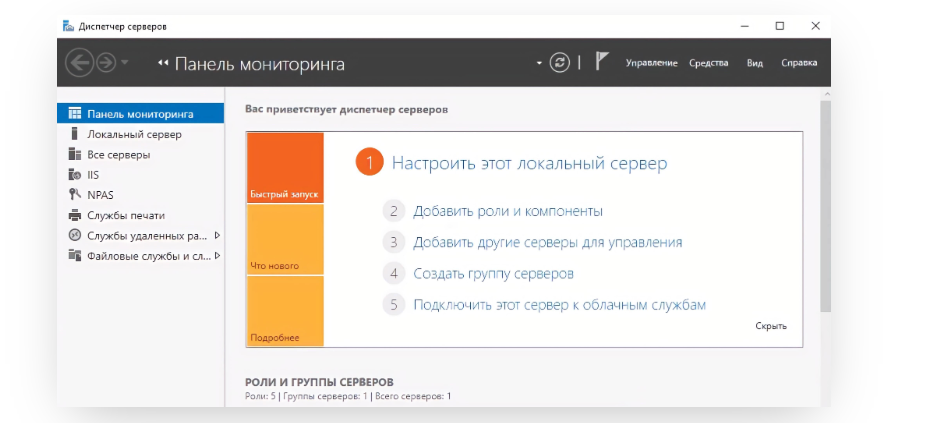 Диспетчер серверов
Панель мониторинга
Управление Средства Вид Справка
Панель мониторинга
Локальный сервер
Все серверы
IIS
NPAS
Службы печати
Службы удаленных ра...
Файловые службы и сл...
Вас приветствует диспетчер серверов
Быстрый запуск
Что нового
Подробнее
1 Настроить этот локальный сервер
2 Добавить роли и компоненты
3 Добавить другие серверы для управления
4 Создать группу серверов
5 Подключить этот сервер к облачным службам
Скрыть
РОЛИ И ГРУППЫ СЕРВЕРОВ
Роли: 5 | Группы серверов: 1 | Всего серверов: 1